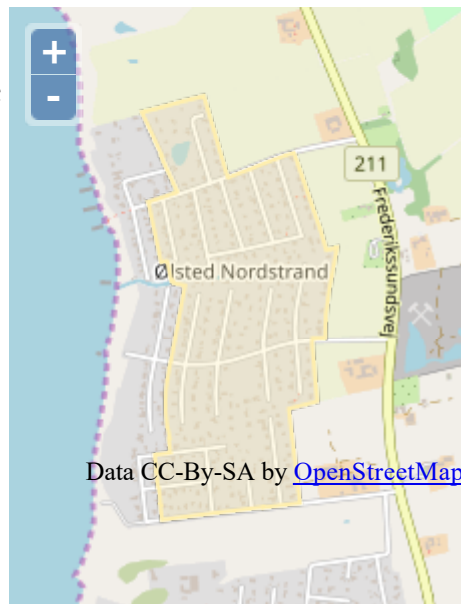 +
-
211
Frederikssundsvej
Ølsted Nordstrand
Data CC-By-SA by OpenStreetMap